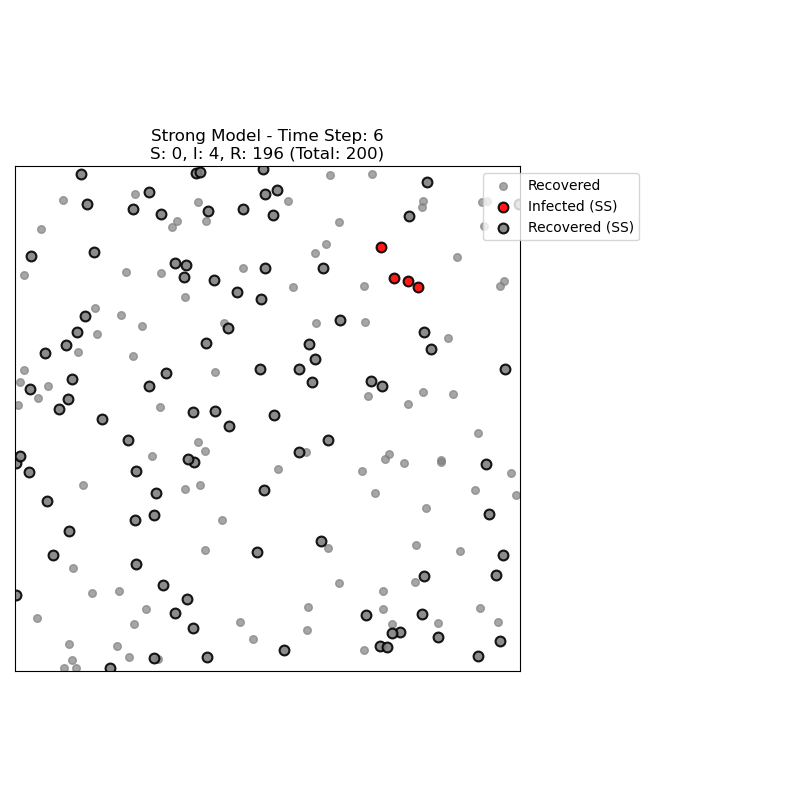 Strong Model - Time Step: 6
S: 0, I: 4, R: 196 (Total: 200)
Recovered
Infected (SS)
Recovered (SS)